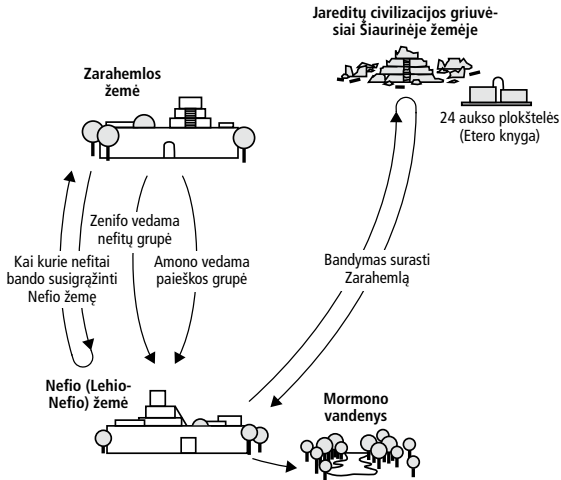 Jareditų civilizacijos griuvė-
siai Šiaurinėje žemėje
Zarahemlos
žemė
24 aukso plokštelės
(Etero knyga)
Zenifo vedama
nefitų grupė
Kai kurie nefitai
bando susigrąžinti
Nefio žemę
Amono vedama
paieškos grupė
Bandymas surasti
Zarahemlą
Nefio (Lehio-
Nefio) žemė
Mormono
vandenys